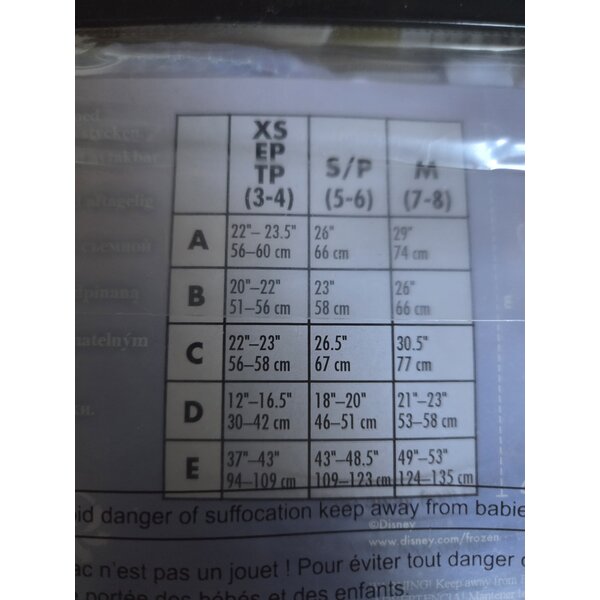 XS
EP
TP
(3-4)
S/P
(5-6)
M
(7-8)
A
22"– 23.5"
56–60 cm
26"
66 cm
29"
74 cm
B
20"–22"
51–56 cm
23"
58 cm
26"
66 cm
C
22"–23"
56–58 cm
26.5"
67 cm
30.5"
77 cm
D
12"–16.5"
30–42 cm
18"–20"
46–51 cm
21"–23"
53–58 cm
E
37"–43"
94–109 cm
43"–48.5"
109–123 cm
49"–53"
124–135 cm
danger of suffocation keep away from babie
©Disney
www.disney.com/frozen
ac n'est pas un jouet ! Pour éviter tout danger
portée des bébés et des enfants.